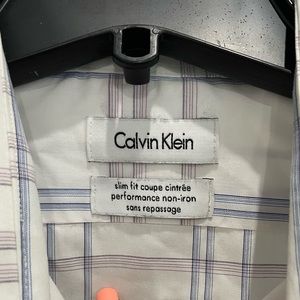 Calvin Klein
slim fit coupe cintrée
performance non-iron
sans repassage